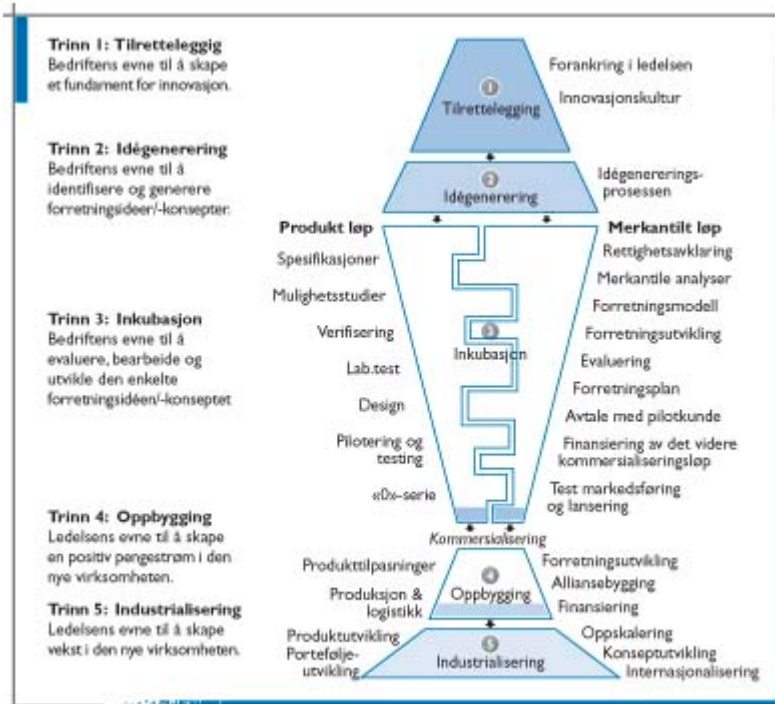 Trinn 1: Tilretteleggig
Bedriftens evne til å skape
et fundament for innovasjon.
Trinn 2: Idégenerering
Bedriftens evne til å
identifisere og generere
forretningsideer/-konsepter.
Trinn 3: Inkubasjon
Bedriftens evne til å
evaluere, bearbeide og
utvikle den enkelte
forretningsidéen/-konseptet
Trinn 4: Oppbygging
Ledelsens evne til å skape
en positiv pengestrøm i den
nye virksomheten.
Trinn 5: Industrialisering
Ledelsens evne til å skape
vekst i den nye virksomheten.
1
Tilrettelegging
Forankring i ledelsen
Innovasjonskultur
2
Idégenerering
Idégenererings-
prosessen
Produkt løp
Spesifikasjoner
Mulighetsstudier
Verifisering
Lab.test
Design
Pilotering og
testing
«0»-serie
3
Inkubasjon
Merkantilt løp
Rettighetsavklaring
Merkantile analyser
Forretningsmodell
Forretningsutvikling
Evaluering
Forretningsplan
Avtale med pilotkunde
Finansiering av det videre
kommersialiseringsløp
Test markedsføring
og lansering
Kommersialisering
Produkttilpasninger
Produksjon &
logistikk
4
Oppbygging
Forretningsutvikling
Alliansebygging
Finansiering
Produktutvikling
Portefølje-
utvikling
5
Industrialisering
Oppskalering
Konseptutvikling
Internasjonalisering